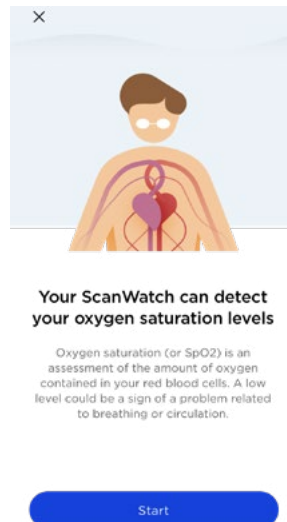 Your ScanWatch can detect
your oxygen saturation levels
Oxygen saturation (or SpO2) is an
assessment of the amount of oxygen
contained in your red blood cells. A low
level could be a sign of a problem related
to breathing or circulation.
Start